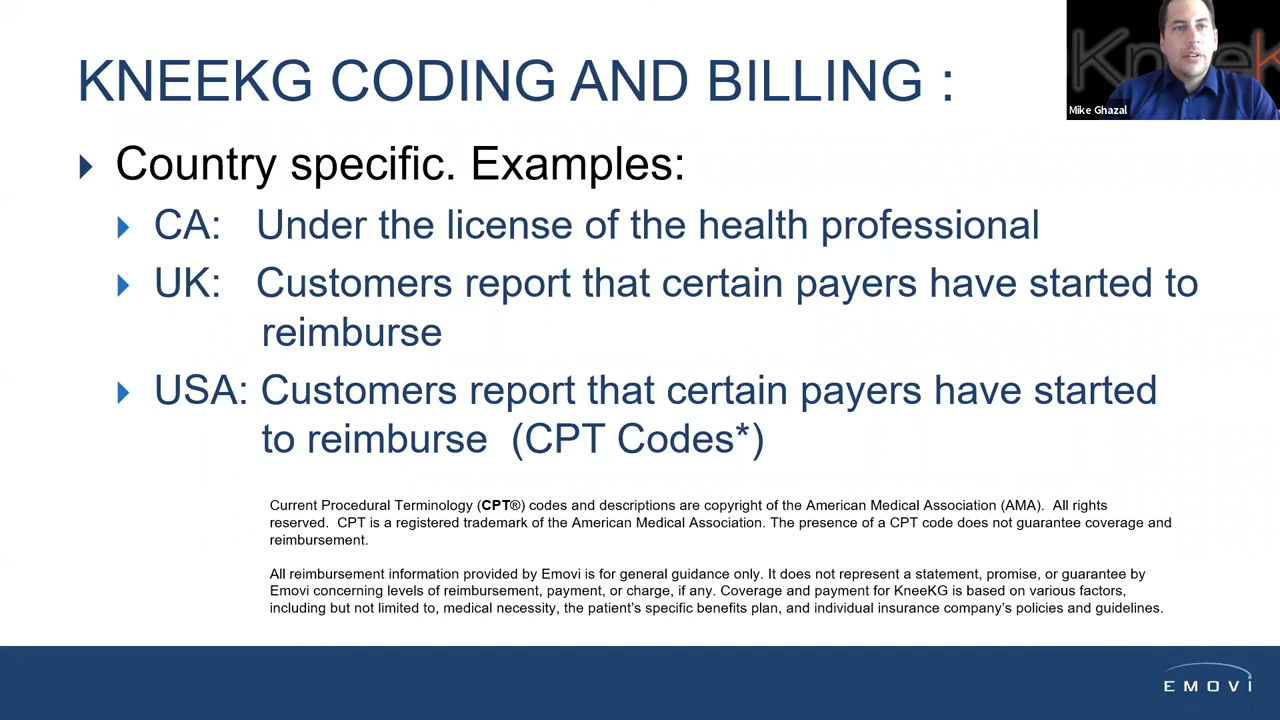 KNEEKG CODING AND BILLING :
Country specific. Examples:
CA: Under the license of the health professional
UK: Customers report that certain payers have started to
reimburse
USA: Customers report that certain payers have started
to reimburse (CPT Codes*)
Current Procedural Terminology (CPT®) codes and descriptions are copyright of the American Medical Association (AMA). All rights
reserved. CPT is a registered trademark of the American Medical Association. The presence of a CPT code does not guarantee coverage and
reimbursement.
All reimbursement information provided by Emovi is for general guidance only. It does not represent a statement, promise, or guarantee by
Emovi concerning levels of reimbursement, payment, or charge, if any. Coverage and payment for KneeKG is based on various factors,
including but not limited to, medical necessity, the patient's specific benefits plan, and individual insurance company's policies and guidelines.
Mike Ghazal
EMOVI